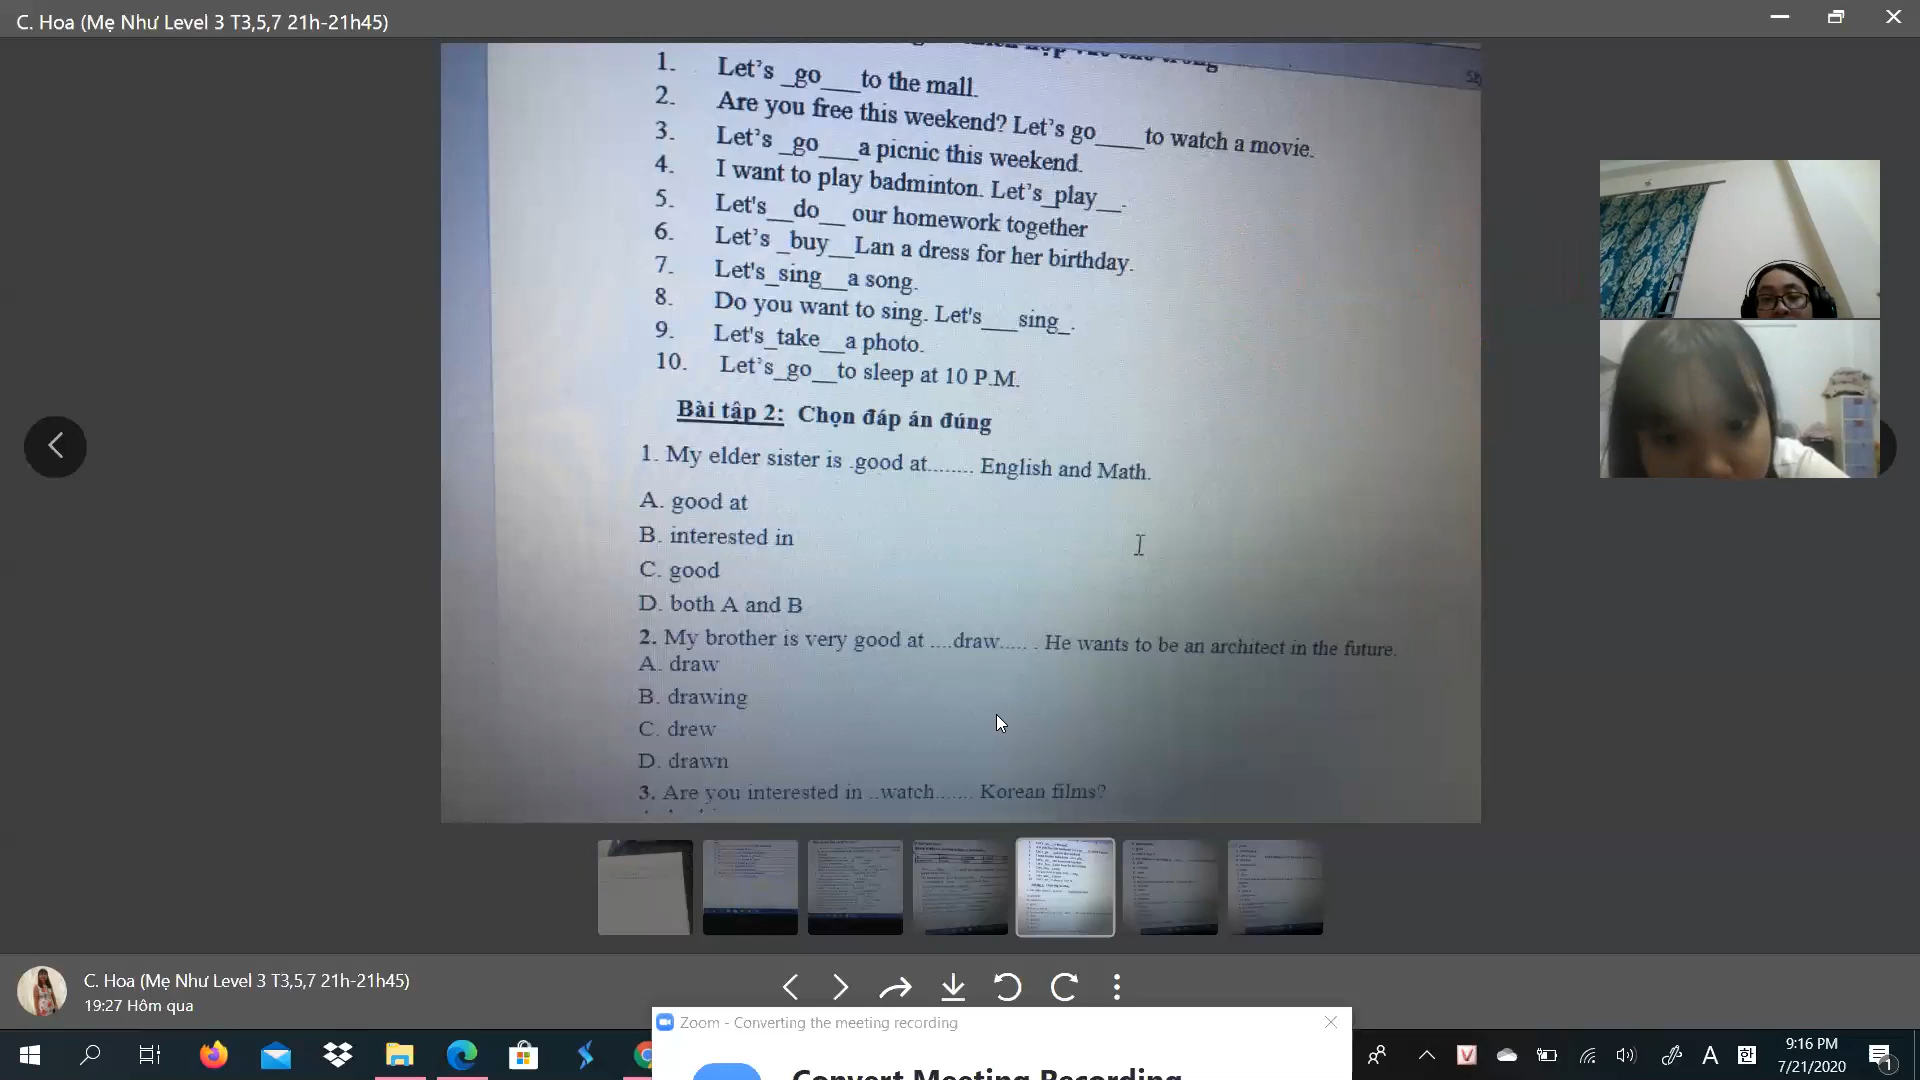 C. Hoa (Mẹ Như Level 3 T3,5,7 21h-21h45)
1. Let's _go___to the mall.
2. Are you free this weekend? Let's go____to watch a movie.
3. Let's _go___a picnic this weekend.
4. I want to play badminton. Let's_play__.
5. Let's__do__ our homework together
6. Let's _buy__Lan a dress for her birthday.
7. Let's_sing__a song.
8. Do you want to sing. Let's___sing_.
9. Let's_take__a photo.
10. Let's_go__to sleep at 10 P.M.
Bài tập 2: Chọn đáp án đúng
1. My elder sister is .good at........ English and Math.
A. good at
B. interested in
C. good
D. both A and B
2. My brother is very good at ....draw..... . He wants to be an architect in the future.
A. draw
B. drawing
C. drew
D. drawn
3. Are you interested in ..watch....... Korean films?
C. Hoa (Mẹ Như Level 3 T3,5,7 21h-21h45)
19:27 Hôm qua
Zoom - Converting the meeting recording
Convert Meeting Recording
9:16 PM
7/21/2020